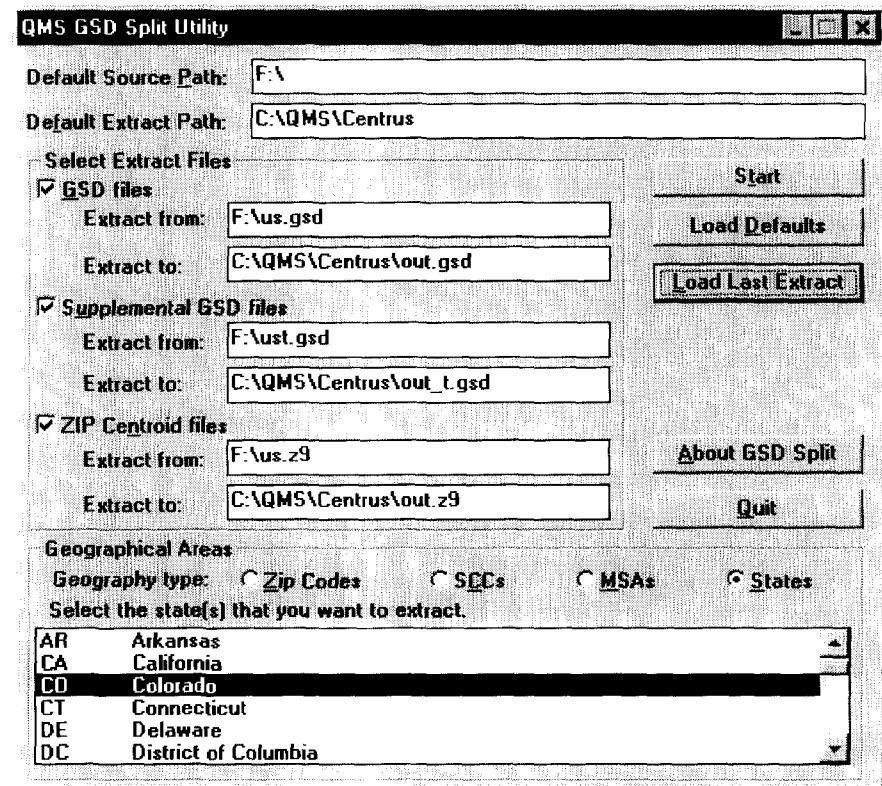 QMS GSD Split Utility
Default Source Path: F:\
Default Extract Path: C:\QMS\Centrus
Select Extract Files
GSD files
Extract from: F:\us.gsd
Extract to: C:\QMS\Centrus\out.gsd
Supplemental GSD files
Extract from: F:\ust.gsd
Extract to: C:\QMS\Centrus\out_t.gsd
ZIP Centroid files
Extract from: F:\us.z9
Extract to: C:\QMS\Centrus\out.z9
Start
Load Defaults
Load Last Extract
About GSD Split
Quit
Geographical Areas
Geography type: Zip Codes SCCs MSAs States
Select the state(s) that you want to extract.
AR Arkansas
CA California
CO Colorado
CT Connecticut
DE Delaware
DC District of Columbia